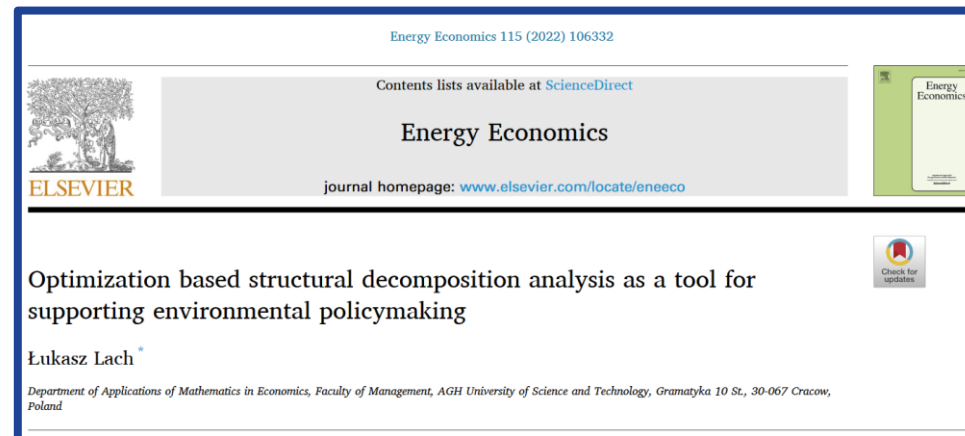 Energy Economics 115 (2022) 106332
Contents lists available at ScienceDirect
Energy Economics
journal homepage: www.elsevier.com/locate/eneeco
ELSEVIER
Energy
Economics
Check for
updates
Optimization based structural decomposition analysis as a tool for
supporting environmental policymaking
Łukasz Lach *
Department of Applications of Mathematics in Economics, Faculty of Management, AGH University of Science and Technology, Gramatyka 10 St., 30-067 Cracow,
Poland